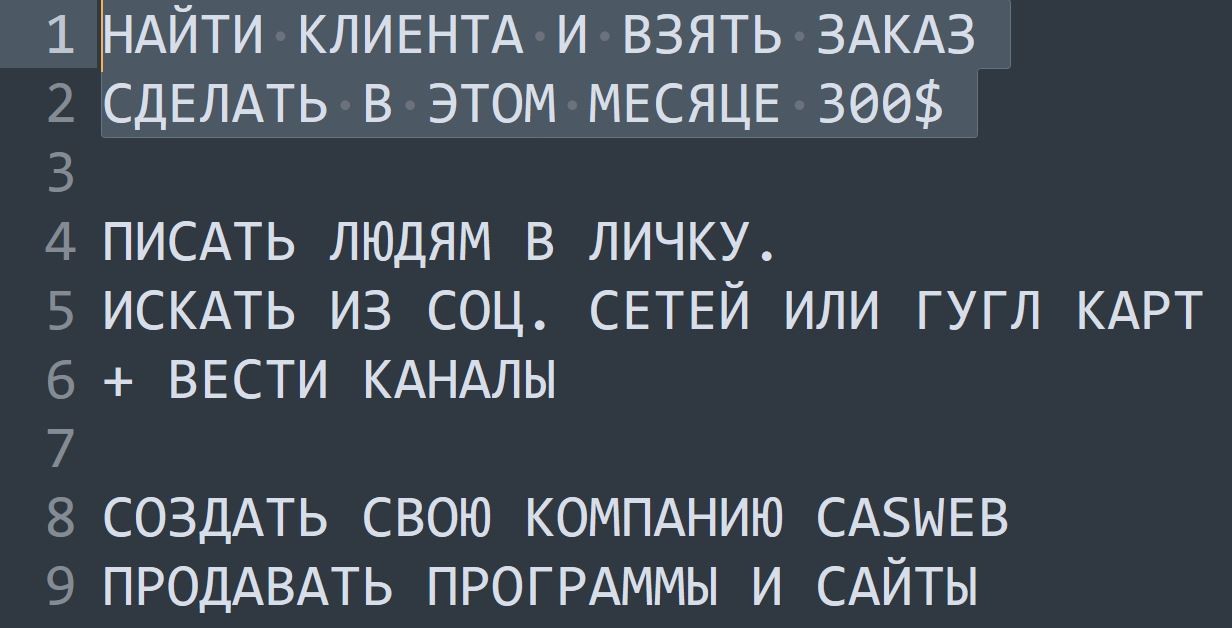 1 НАЙТИ КЛИЕНТА И ВЗЯТЬ ЗАКАЗ
2 СДЕЛАТЬ В ЭТОМ МЕСЯЦЕ 300$
3
4 ПИСАТЬ ЛЮДЯМ В ЛИЧКУ.
5 ИСКАТЬ ИЗ СОЦ. СЕТЕЙ ИЛИ ГУГЛ КАРТ
6 + ВЕСТИ КАНАЛЫ
7
8 СОЗДАТЬ СВОЮ КОМПАНИЮ CASWEB
9 ПРОДАВАТЬ ПРОГРАММЫ И САЙТЫ